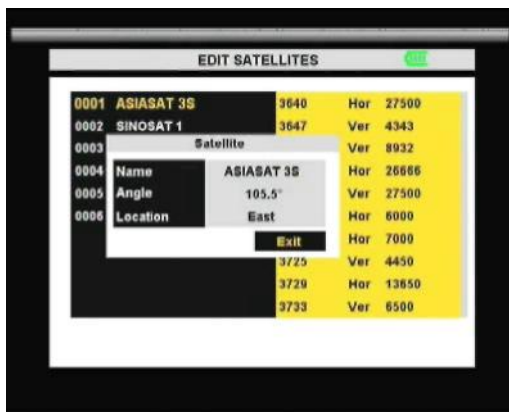 EDIT SATELLITES
0001 ASIASAT 3S 3640 Hor 27500
0002 SINOSAT 1 3647 Ver 4343
0003 Ver 8932
0004 Hor 26666
0005 Ver 27500
0006 Hor 6000
Hor 7000
3725 Ver 4450
3729 Hor 13650
3733 Ver 6500
Satellite
Name ASIASAT 3S
Angle 105.5°
Location East
Exit